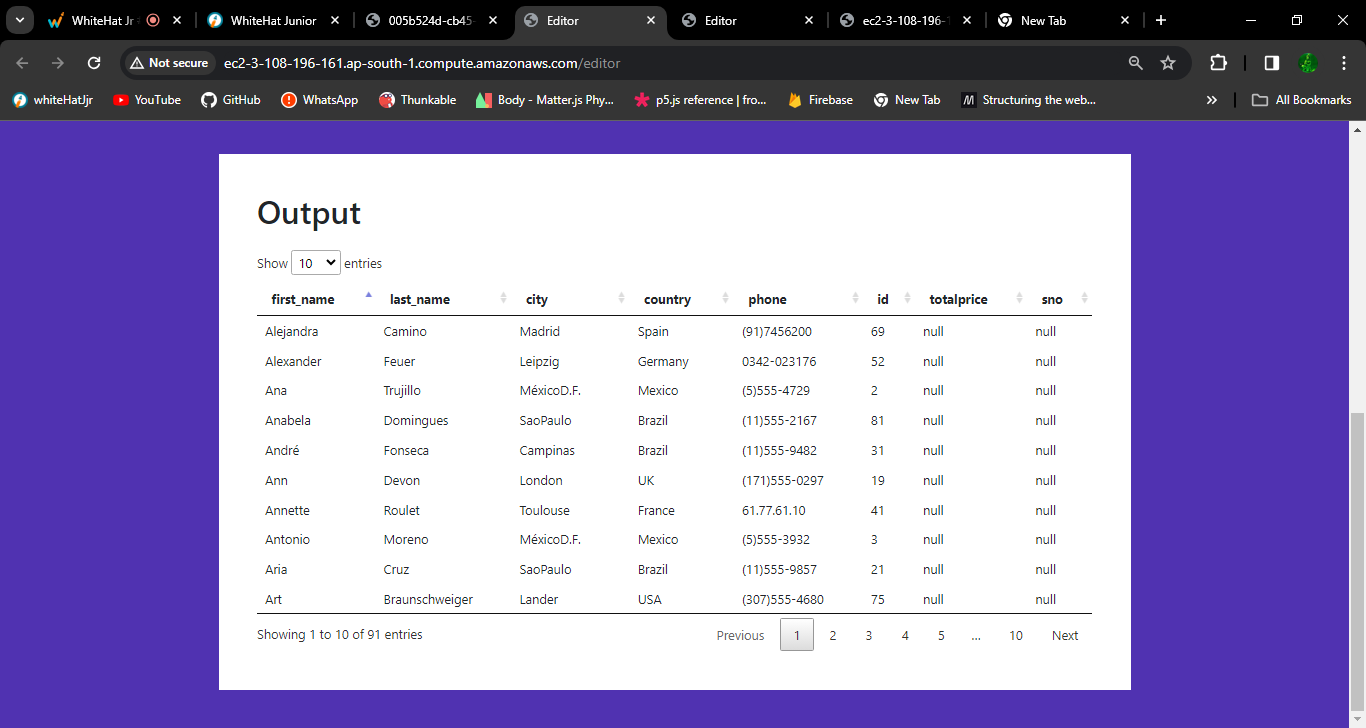 WhiteHat Jr
WhiteHat Junior
005b524d-cb45-
Editor
Editor
ec2-3-108-196-1
New Tab
Not secure
ec2-3-108-196-161.ap-south-1.compute.amazonaws.com/editor
whiteHatJr
YouTube
GitHub
WhatsApp
Thunkable
Body - Matter.js Phy...
p5.js reference | fro...
Firebase
New Tab
Structuring the web...
»
All Bookmarks
Output
Show 10 entries
first_name last_name city country phone id totalprice sno
Alejandra Camino Madrid Spain (91)7456200 69 null null
Alexander Feuer Leipzig Germany 0342-023176 52 null null
Ana Trujillo MéxicoD.F. Mexico (5)555-4729 2 null null
Anabela Domingues SaoPaulo Brazil (11)555-2167 81 null null
André Fonseca Campinas Brazil (11)555-9482 31 null null
Ann Devon London UK (171)555-0297 19 null null
Annette Roulet Toulouse France 61.77.61.10 41 null null
Antonio Moreno MéxicoD.F. Mexico (5)555-3932 3 null null
Aria Cruz SaoPaulo Brazil (11)555-9857 21 null null
Art Braunschweiger Lander USA (307)555-4680 75 null null
Showing 1 to 10 of 91 entries
Previous 1 2 3 4 5 ... 10 Next